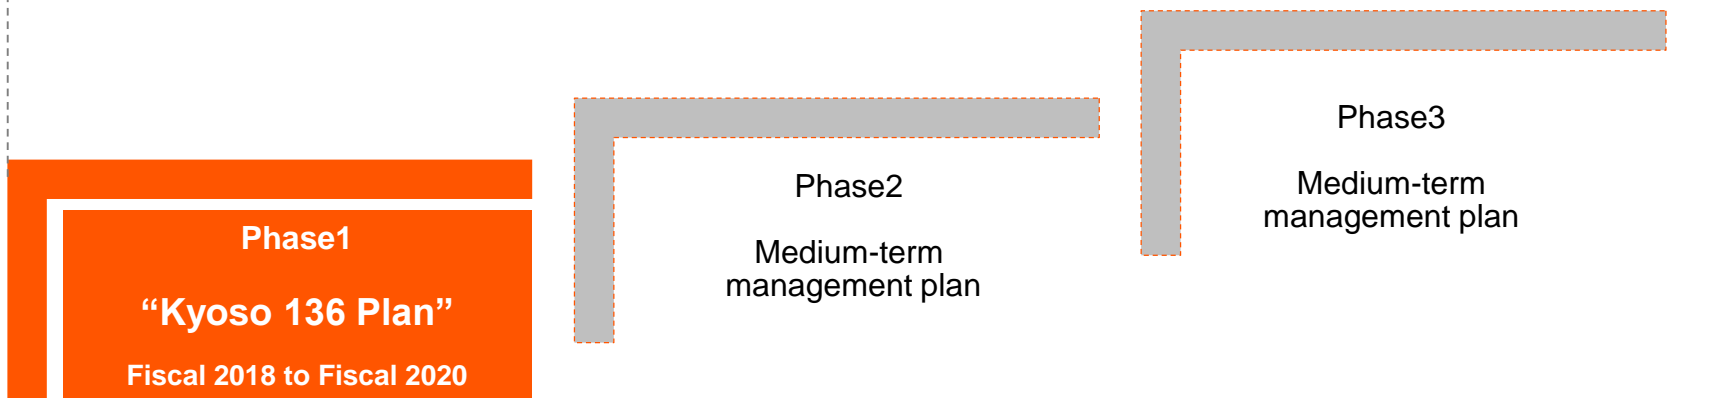 Phase1
“Kyoso 136 Plan”
Fiscal 2018 to Fiscal 2020
Phase2
Medium-term
management plan
Phase3
Medium-term
management plan